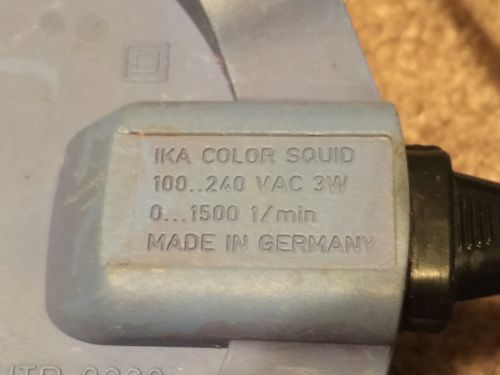 IKA COLOR SQUID
100..240 VAC 3W
0...1500 1/min
MADE IN GERMANY